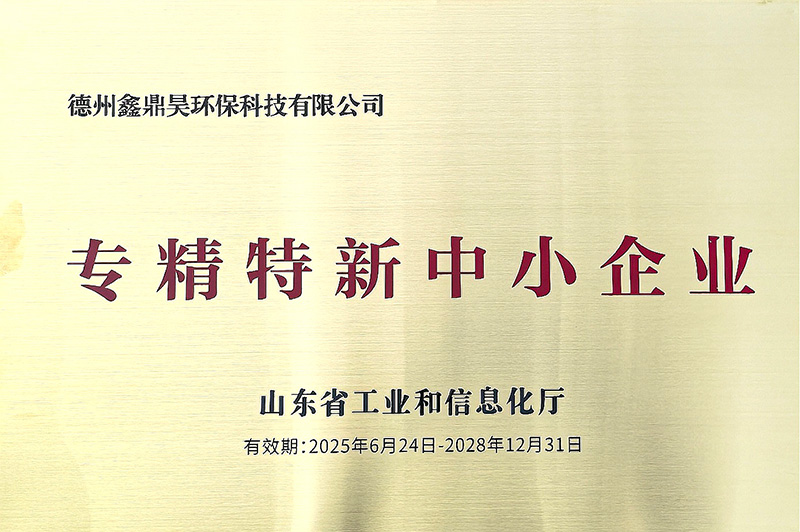 德州鑫鼎昊环保科技有限公司
专精特新中小企业
山东省工业和信息化厅
有效期:2025年6月24日-2028年12月31日